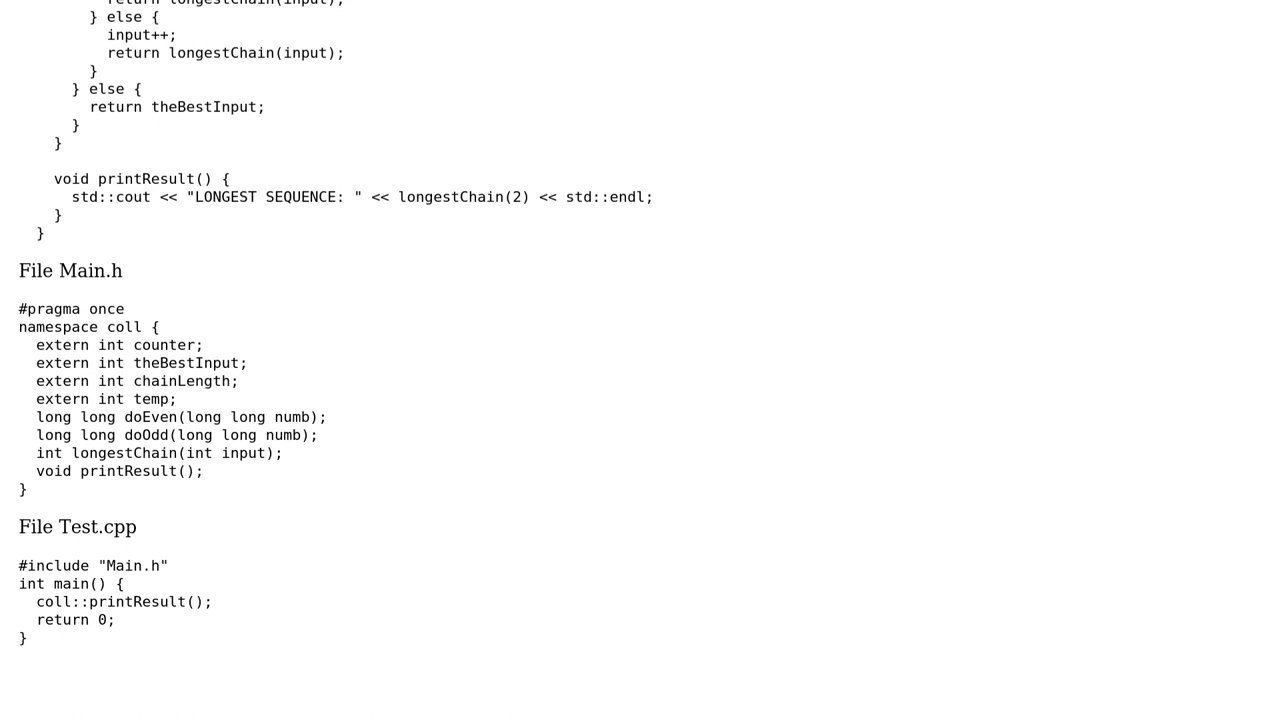 return longestChain(input);
} else {
input++;
return longestChain(input);
}
} else {
return theBestInput;
}
}
void printResult() {
std::cout << "LONGEST SEQUENCE: " << longestChain(2) << std::endl;
}
}
File Main.h
#pragma once
namespace coll {
extern int counter;
extern int theBestInput;
extern int chainLength;
extern int temp;
long long doEven(long long numb);
long long doOdd(long long numb);
int longestChain(int input);
void printResult();
}
File Test.cpp
#include "Main.h"
int main() {
coll::printResult();
return 0;
}